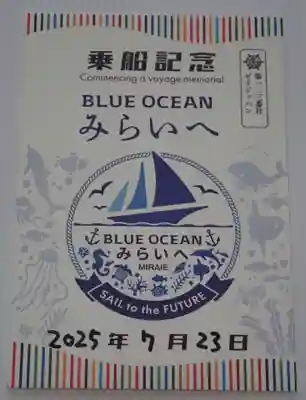 乗船記念
Commencing a voyage memorial
BLUE OCEAN
みらいへ
BLUE OCEAN
みらいへ
MIRAIE
SAIL to the FUTURE
2025年7月23日